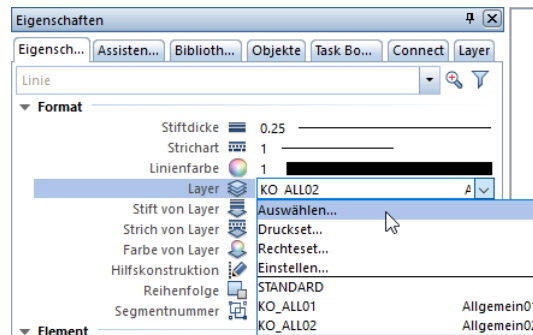 Eigenschaften
Eigensch... Assisten... Biblioth... Objekte Task Bo... Connect Layer
Linie
Format
Stiftdicke 0.25
Strichart 1
Linienfarbe 1
Layer KO_ALL02 A
Stift von Layer Auswählen...
Strich von Layer Druckset...
Farbe von Layer Rechteset...
Hilfskonstruktion Einstellen...
Reihenfolge STANDARD
Segmentnummer KO_ALL01 Allgemein01
KO_ALL02 Allgemein02
Element